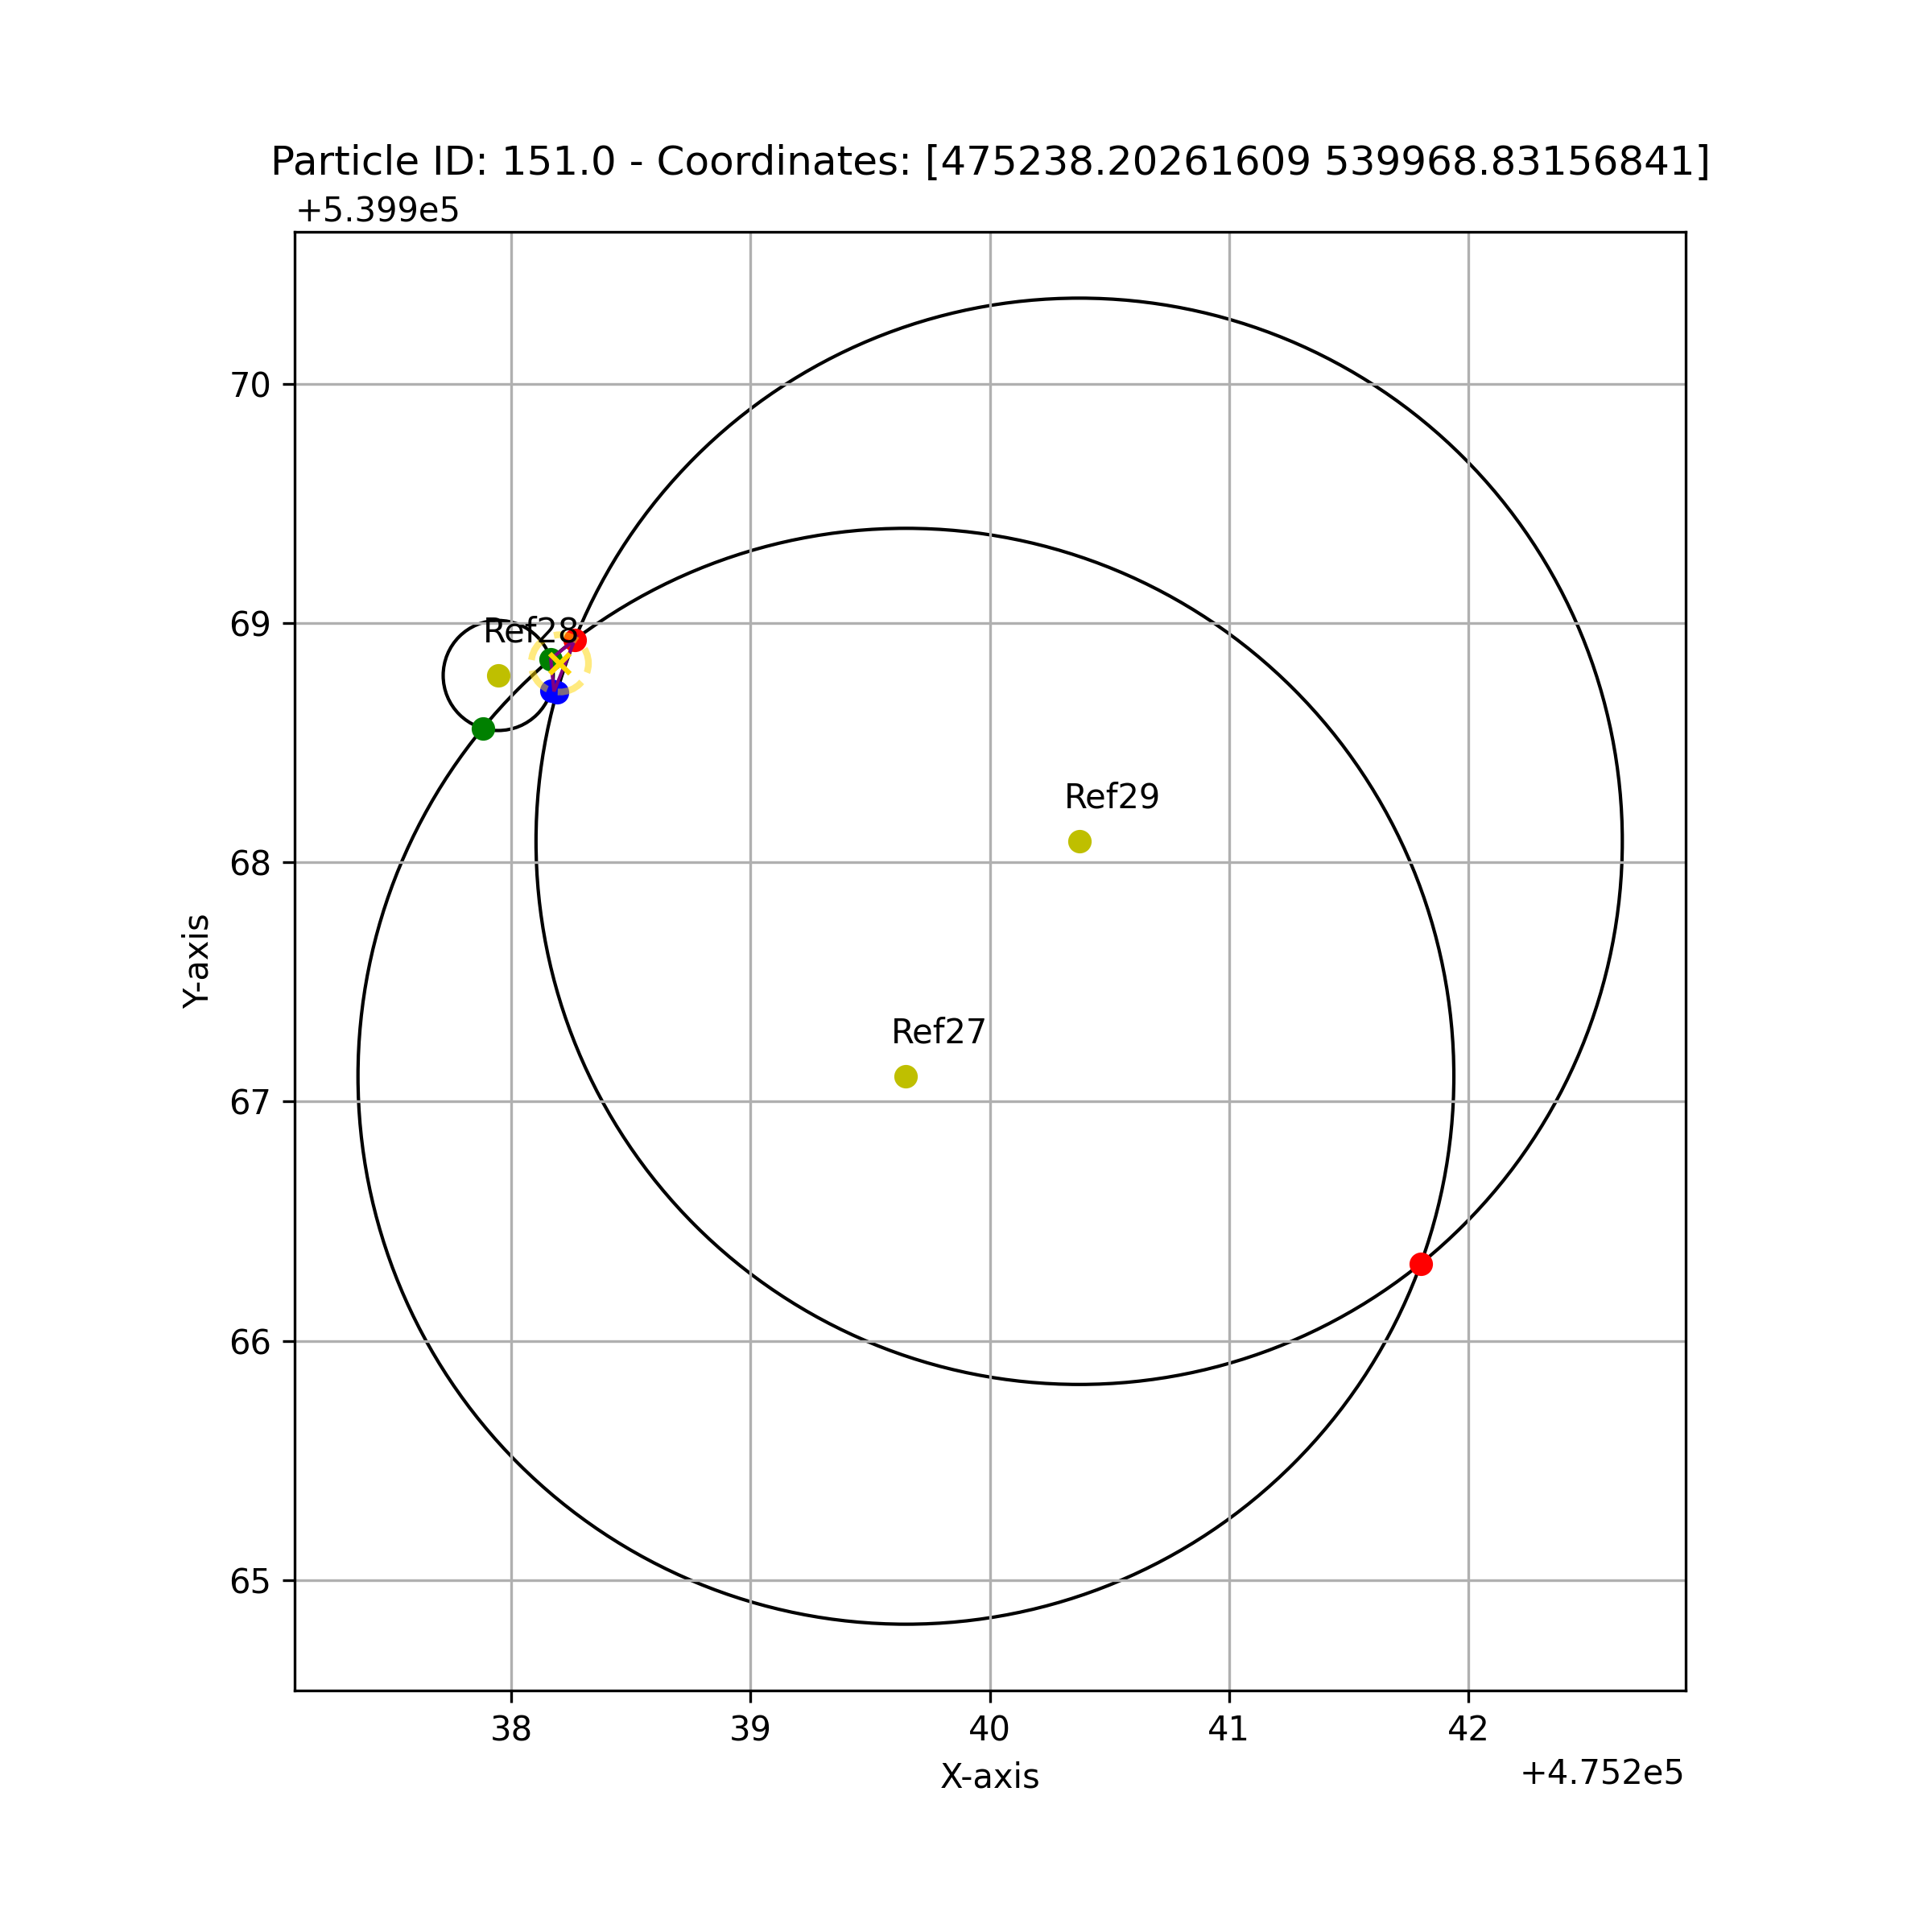 Particle ID: 151.0 - Coordinates: [475238.20261609 539968.83156841]
+5.399e5
70
69
68
67
66
65
Y-axis
Ref28
Ref29
Ref27
38
39
40
41
42
X-axis
+4.752e5